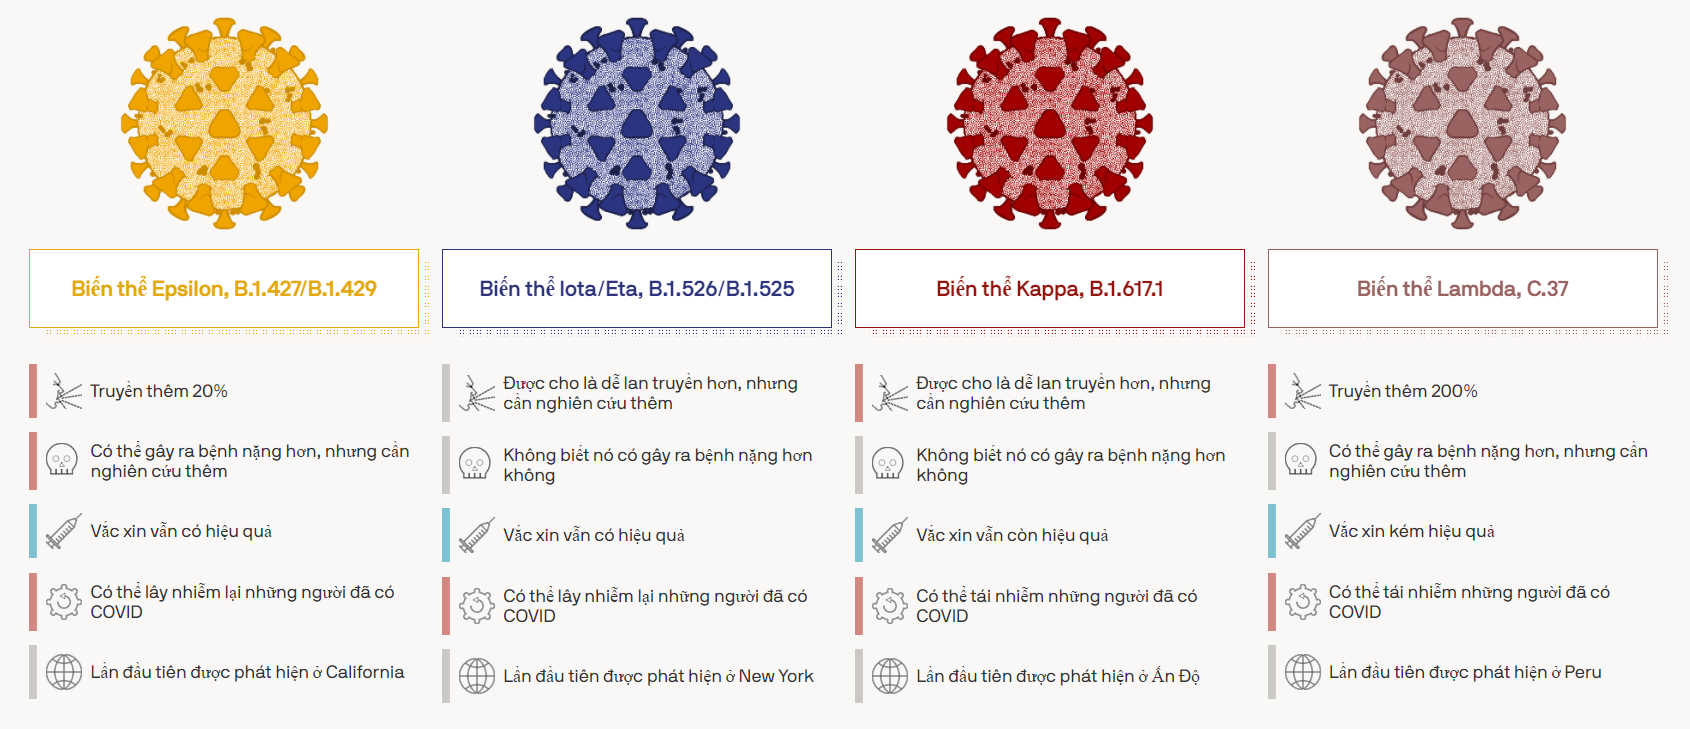 Biến thể Epsilon, B.1.427/B.1.429
Truyền thêm 20%
Có thể gây ra bệnh nặng hơn, nhưng cần
nghiên cứu thêm
Vắc xin vẫn có hiệu quả
Có thể lây nhiễm lại những người đã có
COVID
Lần đầu tiên được phát hiện ở California
Biến thể Iota/Eta, B.1.526/B.1.525
Được cho là dễ lan truyền hơn, nhưng
cần nghiên cứu thêm
Không biết nó có gây ra bệnh nặng hơn
không
Vắc xin vẫn có hiệu quả
Có thể lây nhiễm lại những người đã có
COVID
Lần đầu tiên được phát hiện ở New York
Biến thể Kappa, B.1.617.1
Được cho là dễ lan truyền hơn, nhưng
cần nghiên cứu thêm
Không biết nó có gây ra bệnh nặng hơn
không
Vắc xin vẫn còn hiệu quả
Có thể tái nhiễm những người đã có
COVID
Lần đầu tiên được phát hiện ở Ấn Độ
Biến thể Lambda, C.37
Truyền thêm 200%
Có thể gây ra bệnh nặng hơn, nhưng cần
nghiên cứu thêm
Vắc xin kém hiệu quả
Có thể tái nhiễm những người đã có
COVID
Lần đầu tiên được phát hiện ở Peru